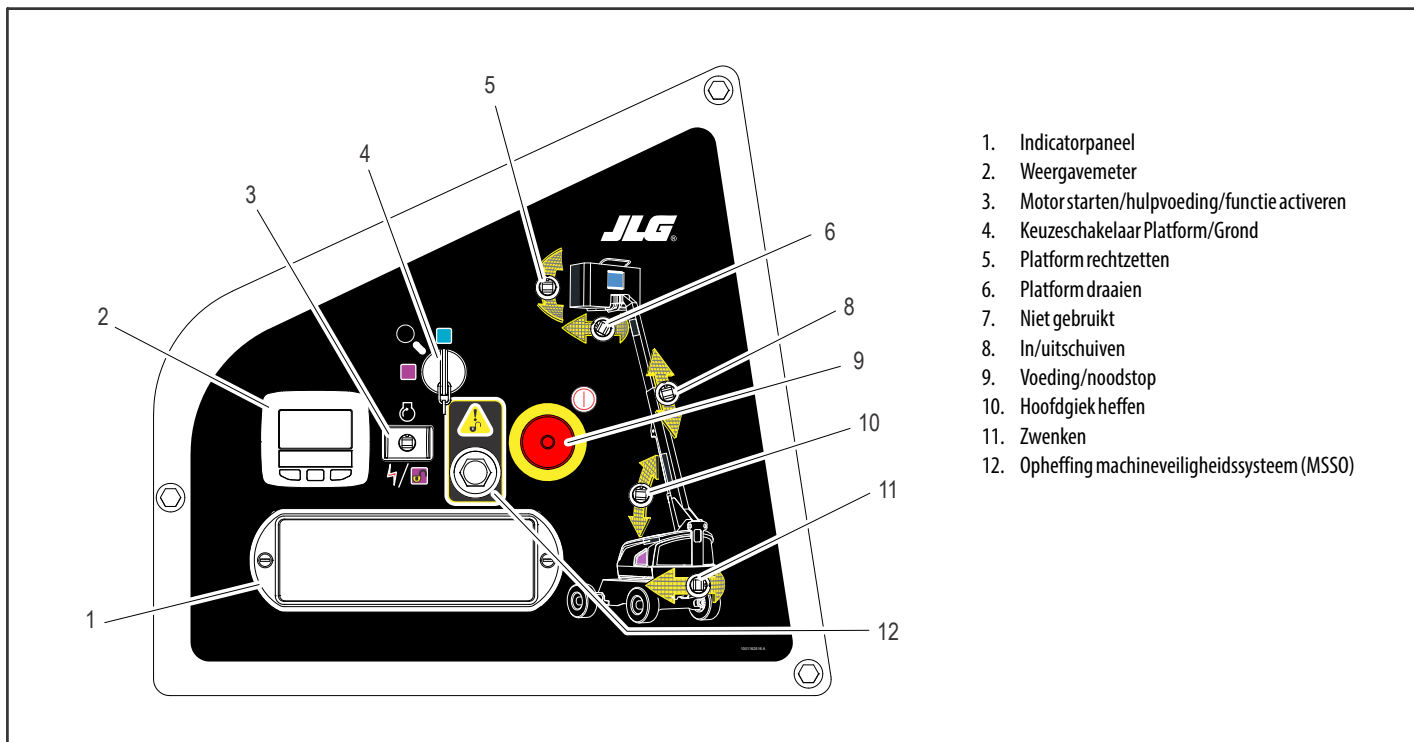 5
4
3
JLG®
6
2
8
9
10
11
1
12
1. Indicatorpaneel
2. Weergavemeter
3. Motor starten/hulpvoeding/functie activeren
4. Keuzeschakelaar Platform/Grond
5. Platform rechtzetten
6. Platform draaien
7. Niet gebruikt
8. In/uitschuiven
9. Voeding/noodstop
10. Hoofdgiek heffen
11. Zwenken
12. Opheffing machineveiligheidssysteem (MSSO)